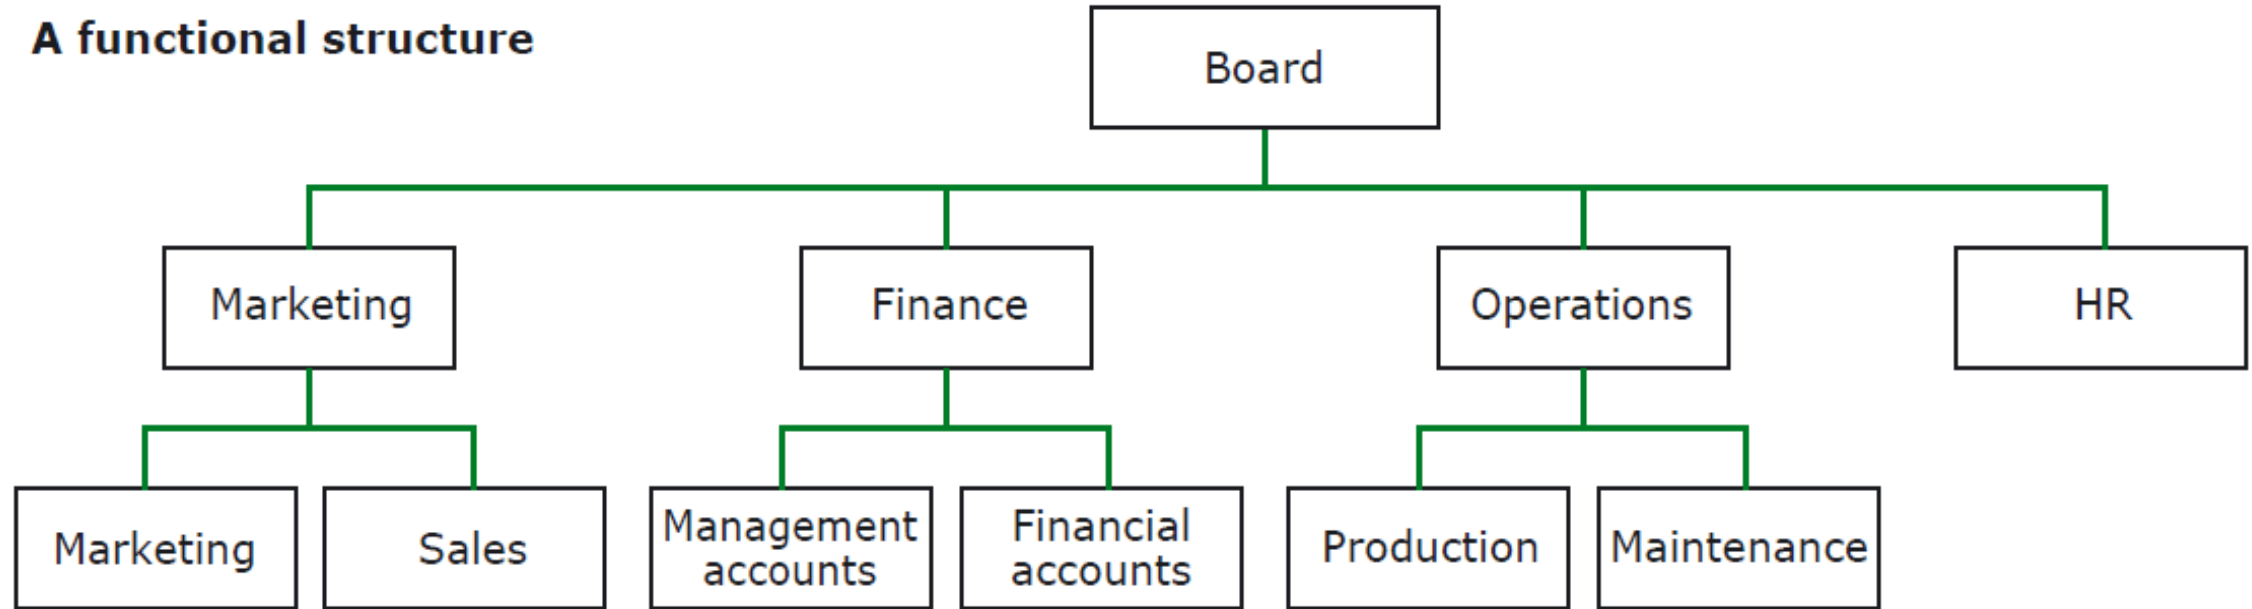 A functional structure
Board
Marketing
Finance
Operations
HR
Marketing
Sales
Management
accounts
Financial
accounts
Production
Maintenance